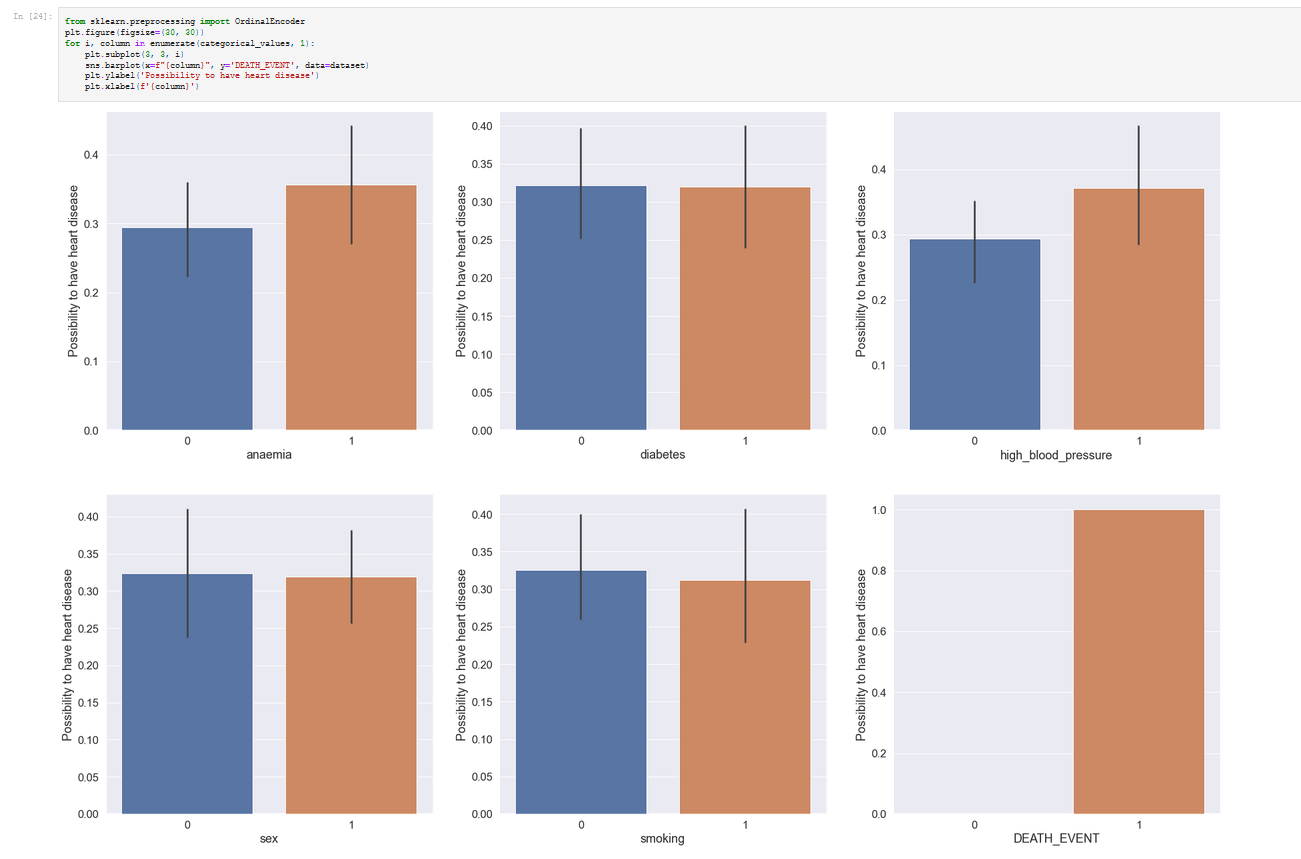 In [24]:
from sklearn.preprocessing import OrdinalEncoder
plt.figure(figsize=(30, 30))
for i, column in enumerate(categorical_values, 1):
    plt.subplot(3, 3, i)
    sns.barplot(x=f"{column}", y='DEATH_EVENT', data=dataset)
    plt.ylabel('Possibility to have heart disease')
    plt.xlabel(f'{column}')
Possibility to have heart disease
0.4
0.3
0.2
0.1
0.0
0 1
anaemia
Possibility to have heart disease
0.40
0.35
0.30
0.25
0.20
0.15
0.10
0.05
0.00
0 1
diabetes
Possibility to have heart disease
0.4
0.3
0.2
0.1
0.0
0 1
high_blood_pressure
Possibility to have heart disease
0.40
0.35
0.30
0.25
0.20
0.15
0.10
0.05
0.00
0 1
sex
Possibility to have heart disease
0.40
0.35
0.30
0.25
0.20
0.15
0.10
0.05
0.00
0 1
smoking
Possibility to have heart disease
1.0
0.8
0.6
0.4
0.2
0.0
0 1
DEATH_EVENT